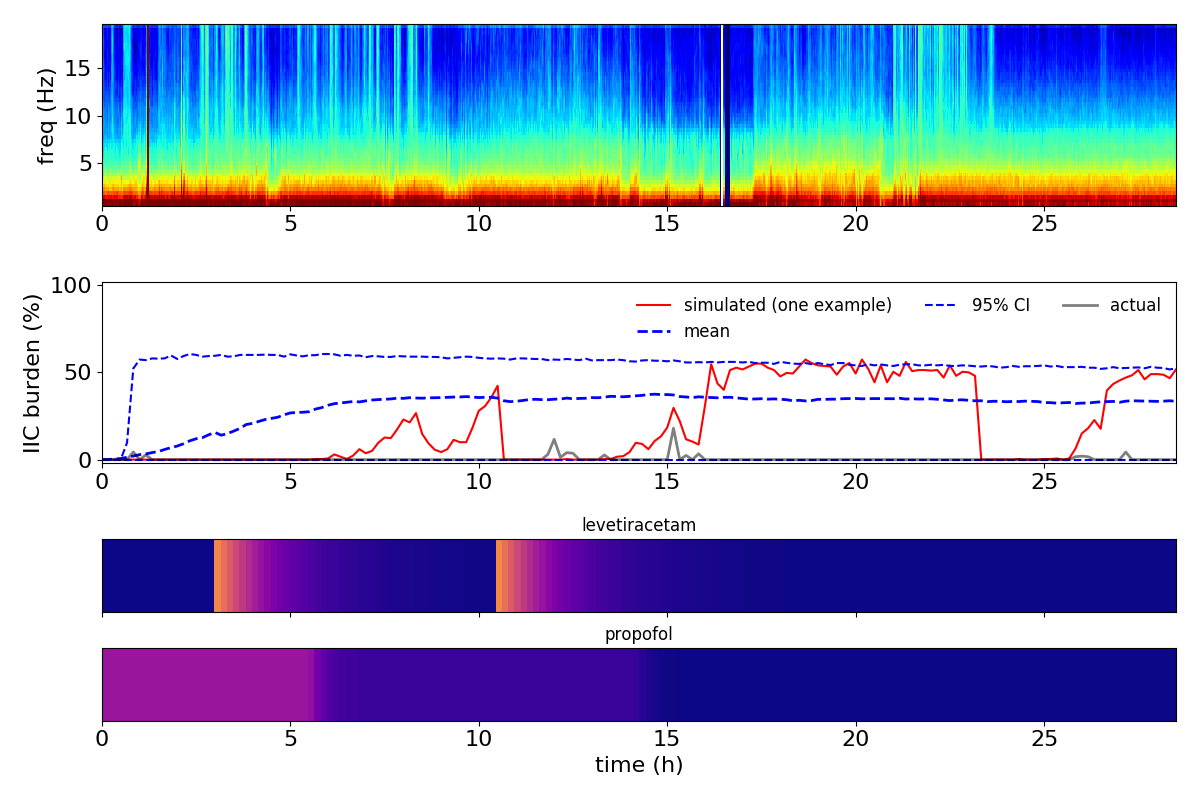 freq (Hz)
15
10
5
0 5 10 15 20 25
IIC burden (%)
100
50
0
simulated (one example) 95% CI actual
mean
0 5 10 15 20 25
levetiracetam
propofol
0 5 10 15 20 25
time (h)